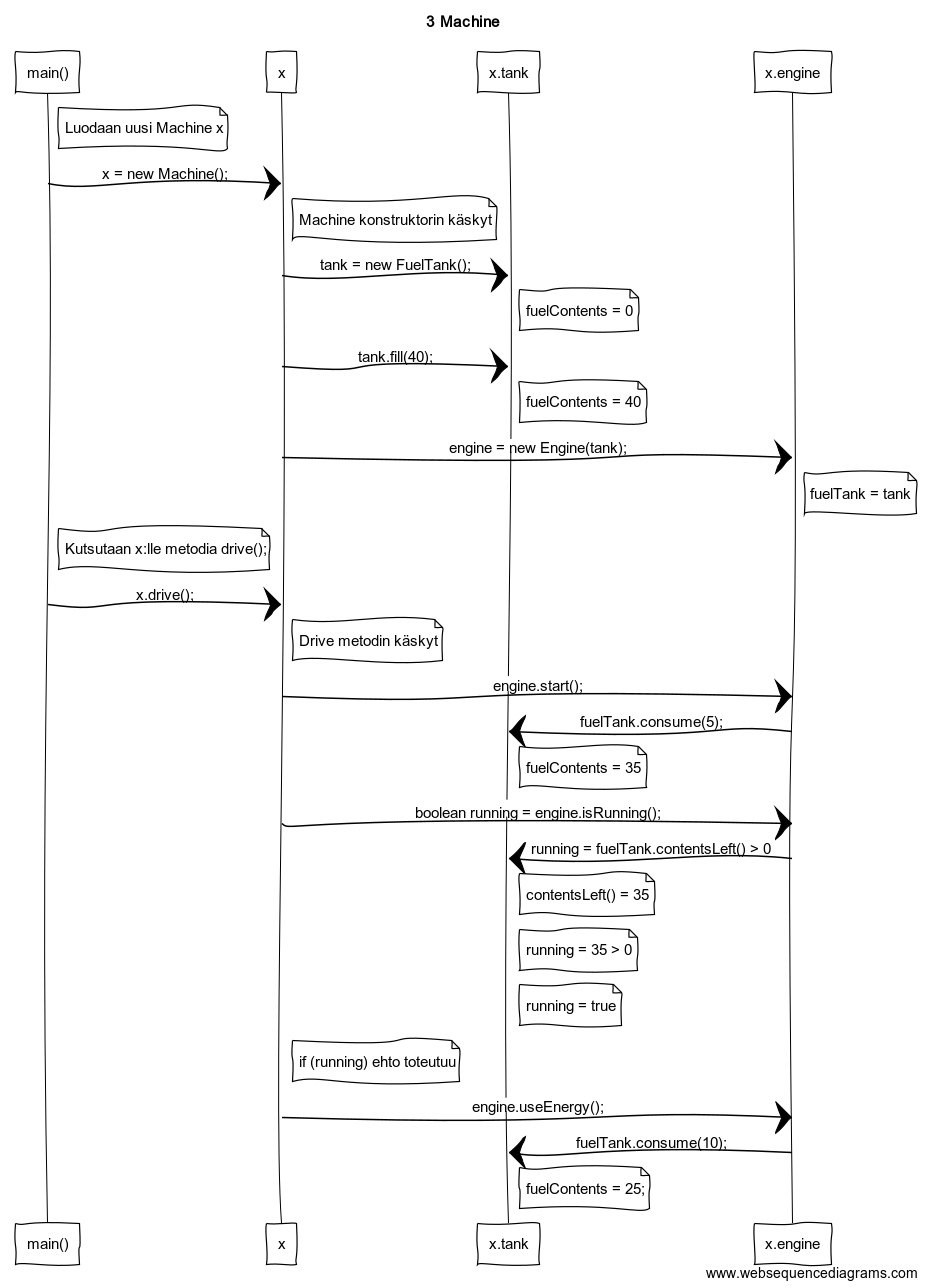 3 Machine
main()
x
x.tank
x.engine
Luodaan uusi Machine x
x = new Machine();
Machine konstruktorin käskyt
tank = new FuelTank();
fuelContents = 0
tank.fill(40);
fuelContents = 40
engine = new Engine(tank);
fuelTank = tank
Kutsutaan x:lle metodia drive();
x.drive();
Drive metodin käskyt
engine.start();
fuelTank.consume(5);
fuelContents = 35
boolean running = engine.isRunning();
running = fuelTank.contentsLeft() > 0
contentsLeft() = 35
running = 35 > 0
running = true
if (running) ehto toteutuu
engine.useEnergy();
fuelTank.consume(10);
fuelContents = 25;
main()
x
x.tank
x.engine
www.websequencediagrams.com